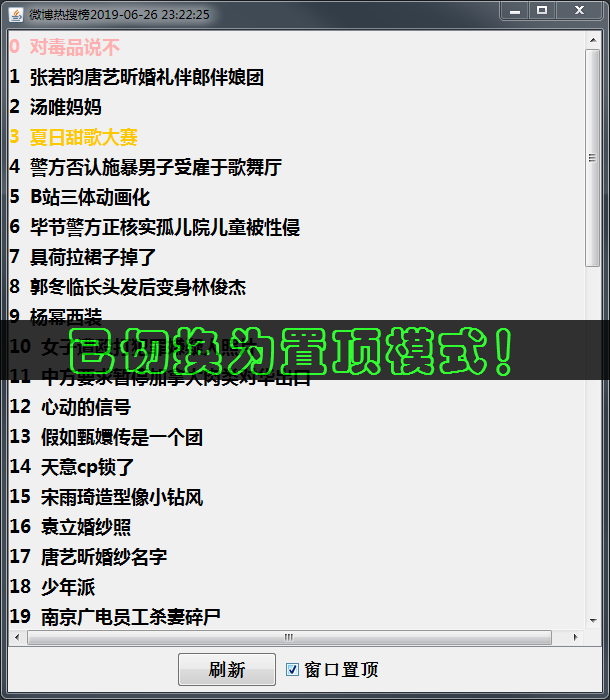 微博热搜榜2019-06-26 23:22:25
0 对毒品说不
1 张若昀唐艺昕婚礼伴郎伴娘团
2 汤唯妈妈
3 夏日甜歌大赛
4 警方否认施暴男子受雇于歌舞厅
5 B站三体动画化
6 毕节警方正核实孤儿院儿童被性侵
7 具荷拉裙子掉了
8 郭冬临长头发后变身林俊杰
9 杨幂西装
已切换为置顶模式!
10 女子
11 中方要求暂停加拿大肉类对华出口
12 心动的信号
13 假如甄嬛传是一个团
14 天意cp锁了
15 宋雨琦造型像小钻风
16 袁立婚纱照
17 唐艺昕婚纱名字
18 少年派
19 南京广电员工杀妻碎尸
刷新
窗口置顶